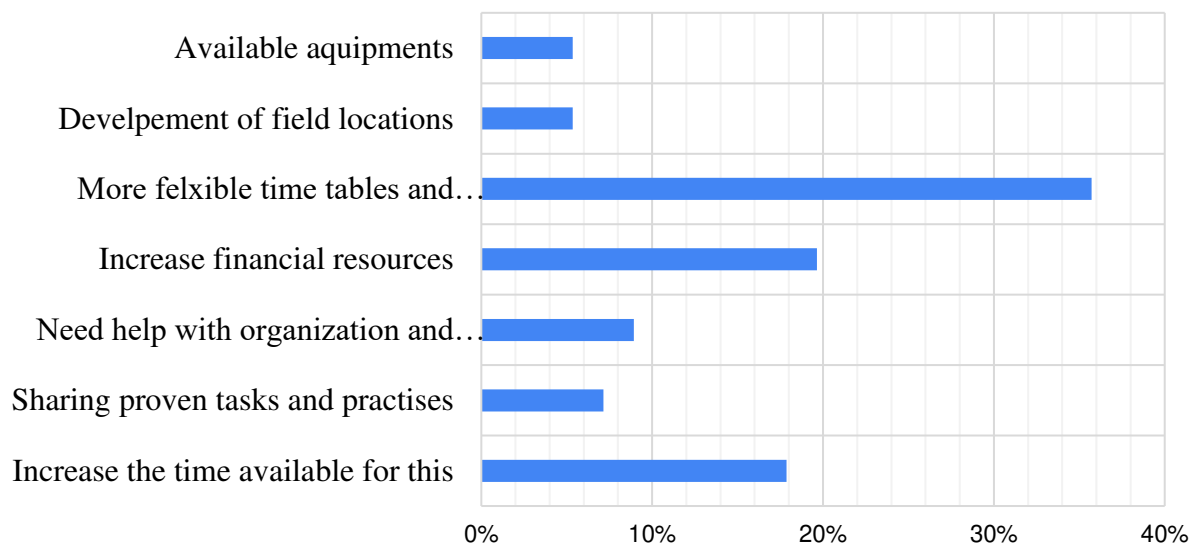 Available aquipments
Develpement of field locations
More felxible time tables and…
Increase financial resources
Need help with organization and…
Sharing proven tasks and practises
Increase the time available for this
0% 10% 20% 30% 40%